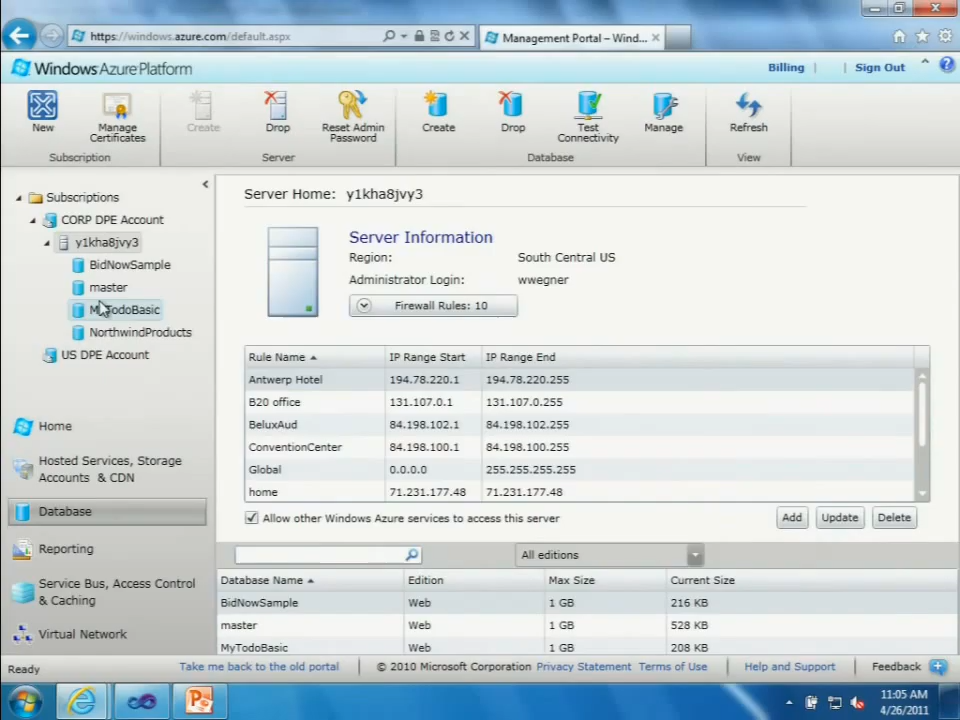 https://windows.azure.com/default.aspx
Management Portal – Wind...
Windows Azure Platform
Billing | | Sign Out
New
Manage Certificates
Subscription
Create
Drop
Reset Admin Password
Server
Create
Drop
Test Connectivity
Manage
Database
Refresh
View
Subscriptions
CORP DPE Account
y1kha8jvy3
BidNowSample
master
MyTodoBasic
NorthwindProducts
US DPE Account
Home
Hosted Services, Storage
Accounts & CDN
Database
Reporting
Service Bus, Access Control
& Caching
Virtual Network
Server Home: y1kha8jvy3
Server Information
Region: South Central US
Administrator Login: wwegner
Firewall Rules: 10
Rule Name IP Range Start IP Range End
Antwerp Hotel 194.78.220.1 194.78.220.255
B20 office 131.107.0.1 131.107.0.255
BeluxAud 84.198.102.1 84.198.102.255
ConventionCenter 84.198.100.1 84.198.100.255
Global 0.0.0.0 255.255.255.255
home 71.231.177.48 71.231.177.48
Allow other Windows Azure services to access this server
Add Update Delete
All editions
Database Name Edition Max Size Current Size
BidNowSample Web 1 GB 216 KB
master Web 1 GB 528 KB
MyTodoBasic Web 1 GB 208 KB
Ready
Take me back to the old portal | © 2010 Microsoft Corporation Privacy Statement Terms of Use | Help and Support | Feedback
11:05 AM
4/26/2011